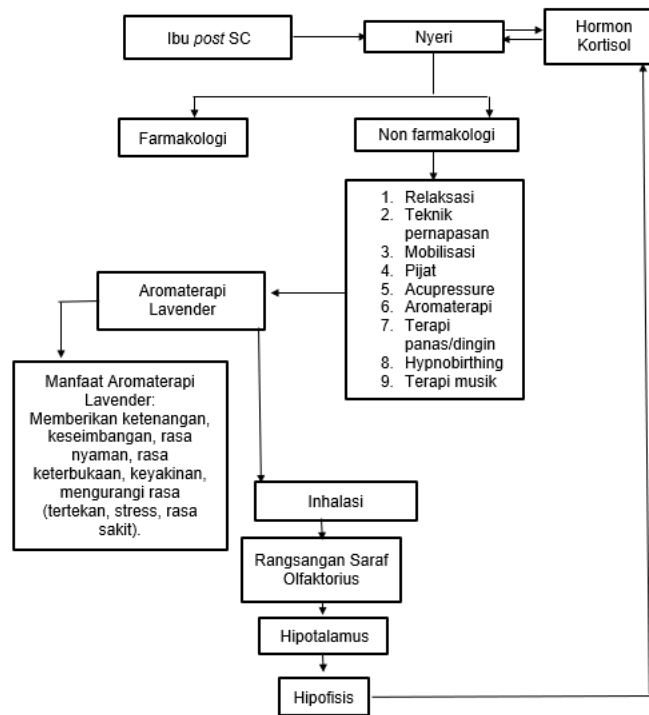 Ibu post SC
Nyeri
Hormon
Kortisol
Farmakologi
Non farmakologi
1. Relaksasi
2. Teknik
pernapasan
3. Mobilisasi
4. Pijat
5. Acupressure
6. Aromaterapi
7. Terapi
panas/dingin
8. Hypnobirthing
9. Terapi musik
Aromaterapi
Lavender
Manfaat Aromaterapi
Lavender:
Memberikan ketenangan,
keseimbangan, rasa
nyaman, rasa
keterbukaan, keyakinan,
mengurangi rasa
(tertekan, stress, rasa
sakit).
Inhalasi
Rangsangan Saraf
Olfaktorius
Hipotalamus
Hipofisis